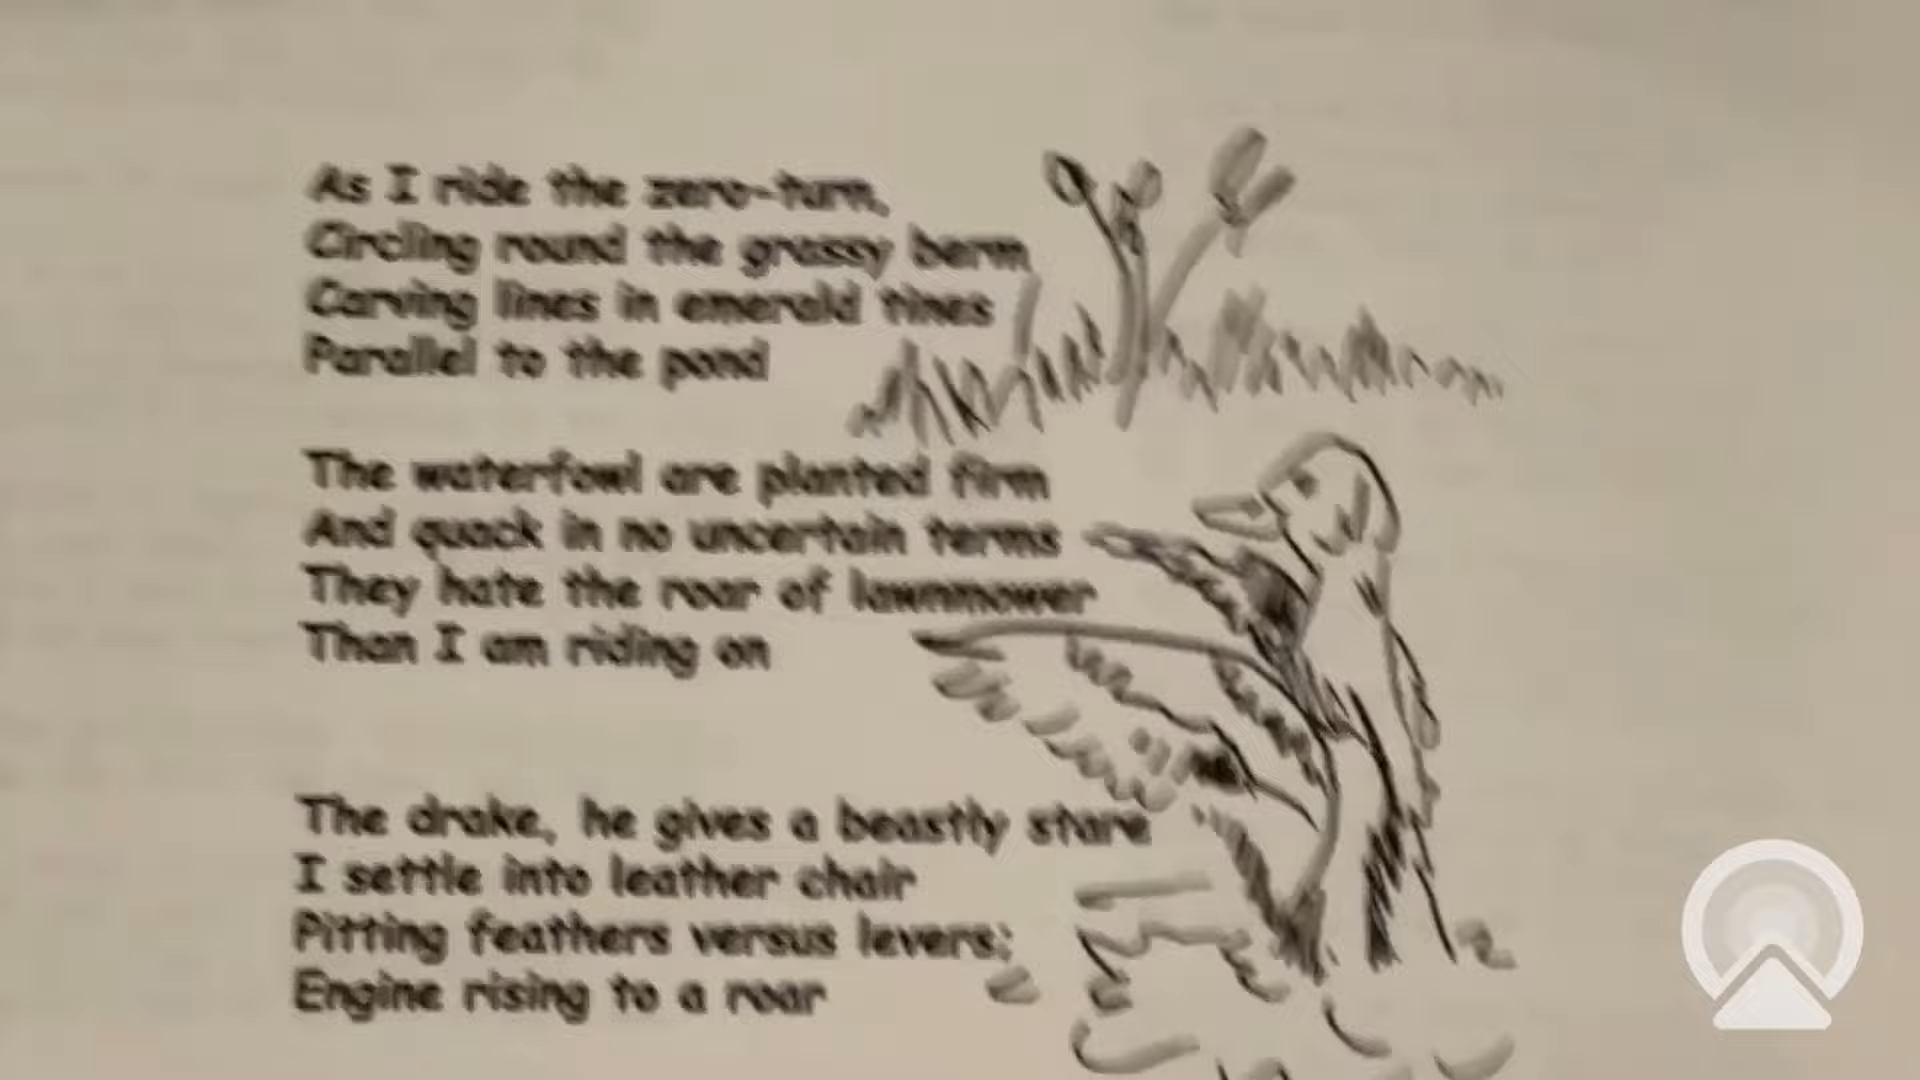 As I ride the zero-turn,
Circling round the grassy berm
Carving lines in emerald tines
Parallel to the pond
The waterfowl are planted firm
And quack in no uncertain terms
They hate the roar of lawnmower
Than I am riding on
The drake, he gives a beastly stare
I settle into leather chair
Pitting feathers versus levers;
Engine rising to a roar